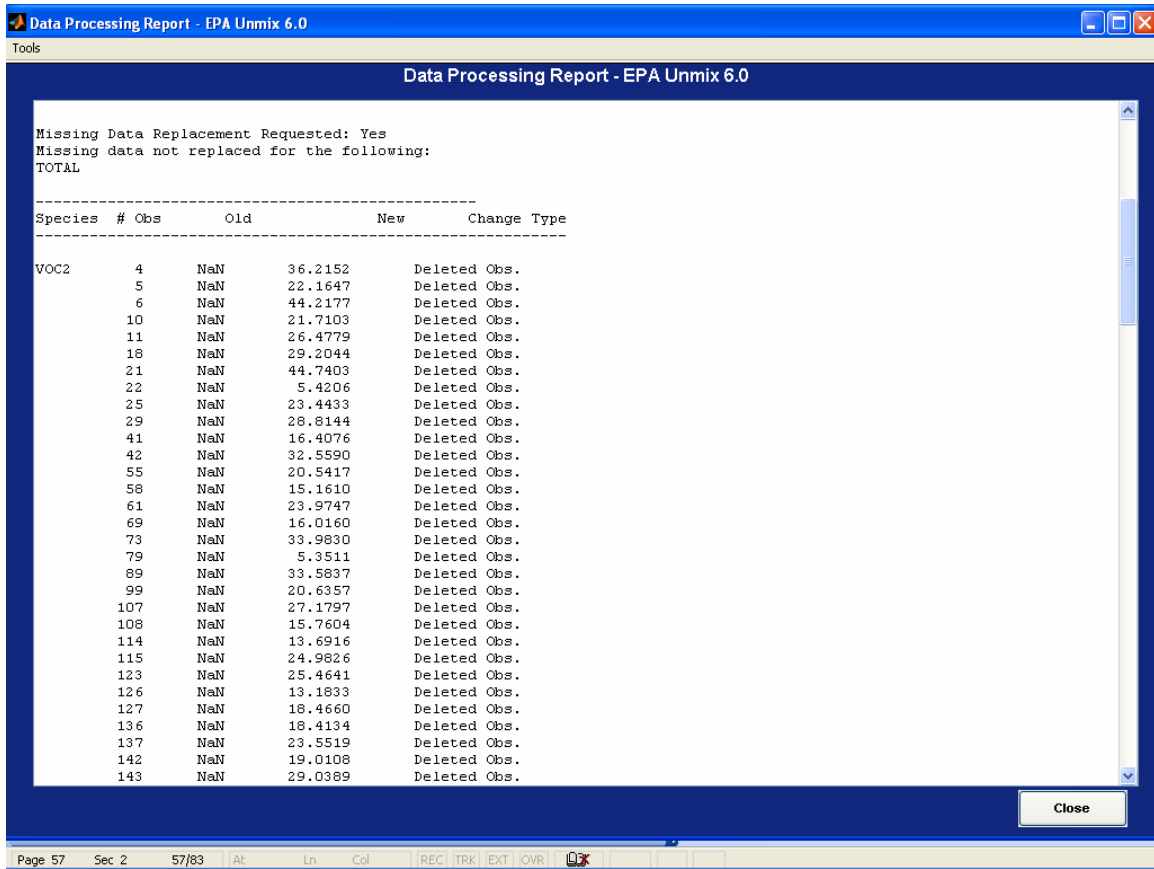 Data Processing Report - EPA Unmix 6.0
Tools
Data Processing Report - EPA Unmix 6.0
Missing Data Replacement Requested: Yes
Missing data not replaced for the following:
TOTAL
-------------------------------------------------
Species # Obs Old New Change Type
-----------------------------------------------------------
VOC2 4 NaN 36.2152 Deleted Obs.
5 NaN 22.1647 Deleted Obs.
6 NaN 44.2177 Deleted Obs.
10 NaN 21.7103 Deleted Obs.
11 NaN 26.4779 Deleted Obs.
18 NaN 29.2044 Deleted Obs.
21 NaN 44.7403 Deleted Obs.
22 NaN 5.4206 Deleted Obs.
25 NaN 23.4433 Deleted Obs.
29 NaN 28.8144 Deleted Obs.
41 NaN 16.4076 Deleted Obs.
42 NaN 32.5590 Deleted Obs.
55 NaN 20.5417 Deleted Obs.
58 NaN 15.1610 Deleted Obs.
61 NaN 23.9747 Deleted Obs.
69 NaN 16.0160 Deleted Obs.
73 NaN 33.9830 Deleted Obs.
79 NaN 5.3511 Deleted Obs.
89 NaN 33.5837 Deleted Obs.
99 NaN 20.6357 Deleted Obs.
107 NaN 27.1797 Deleted Obs.
108 NaN 15.7604 Deleted Obs.
114 NaN 13.6916 Deleted Obs.
115 NaN 24.9826 Deleted Obs.
123 NaN 25.4641 Deleted Obs.
126 NaN 13.1833 Deleted Obs.
127 NaN 18.4660 Deleted Obs.
136 NaN 18.4134 Deleted Obs.
137 NaN 23.5519 Deleted Obs.
142 NaN 19.0108 Deleted Obs.
143 NaN 29.0389 Deleted Obs.
Close
Page 57 Sec 2 57/83 At Ln Col REC TRK EXT OVR